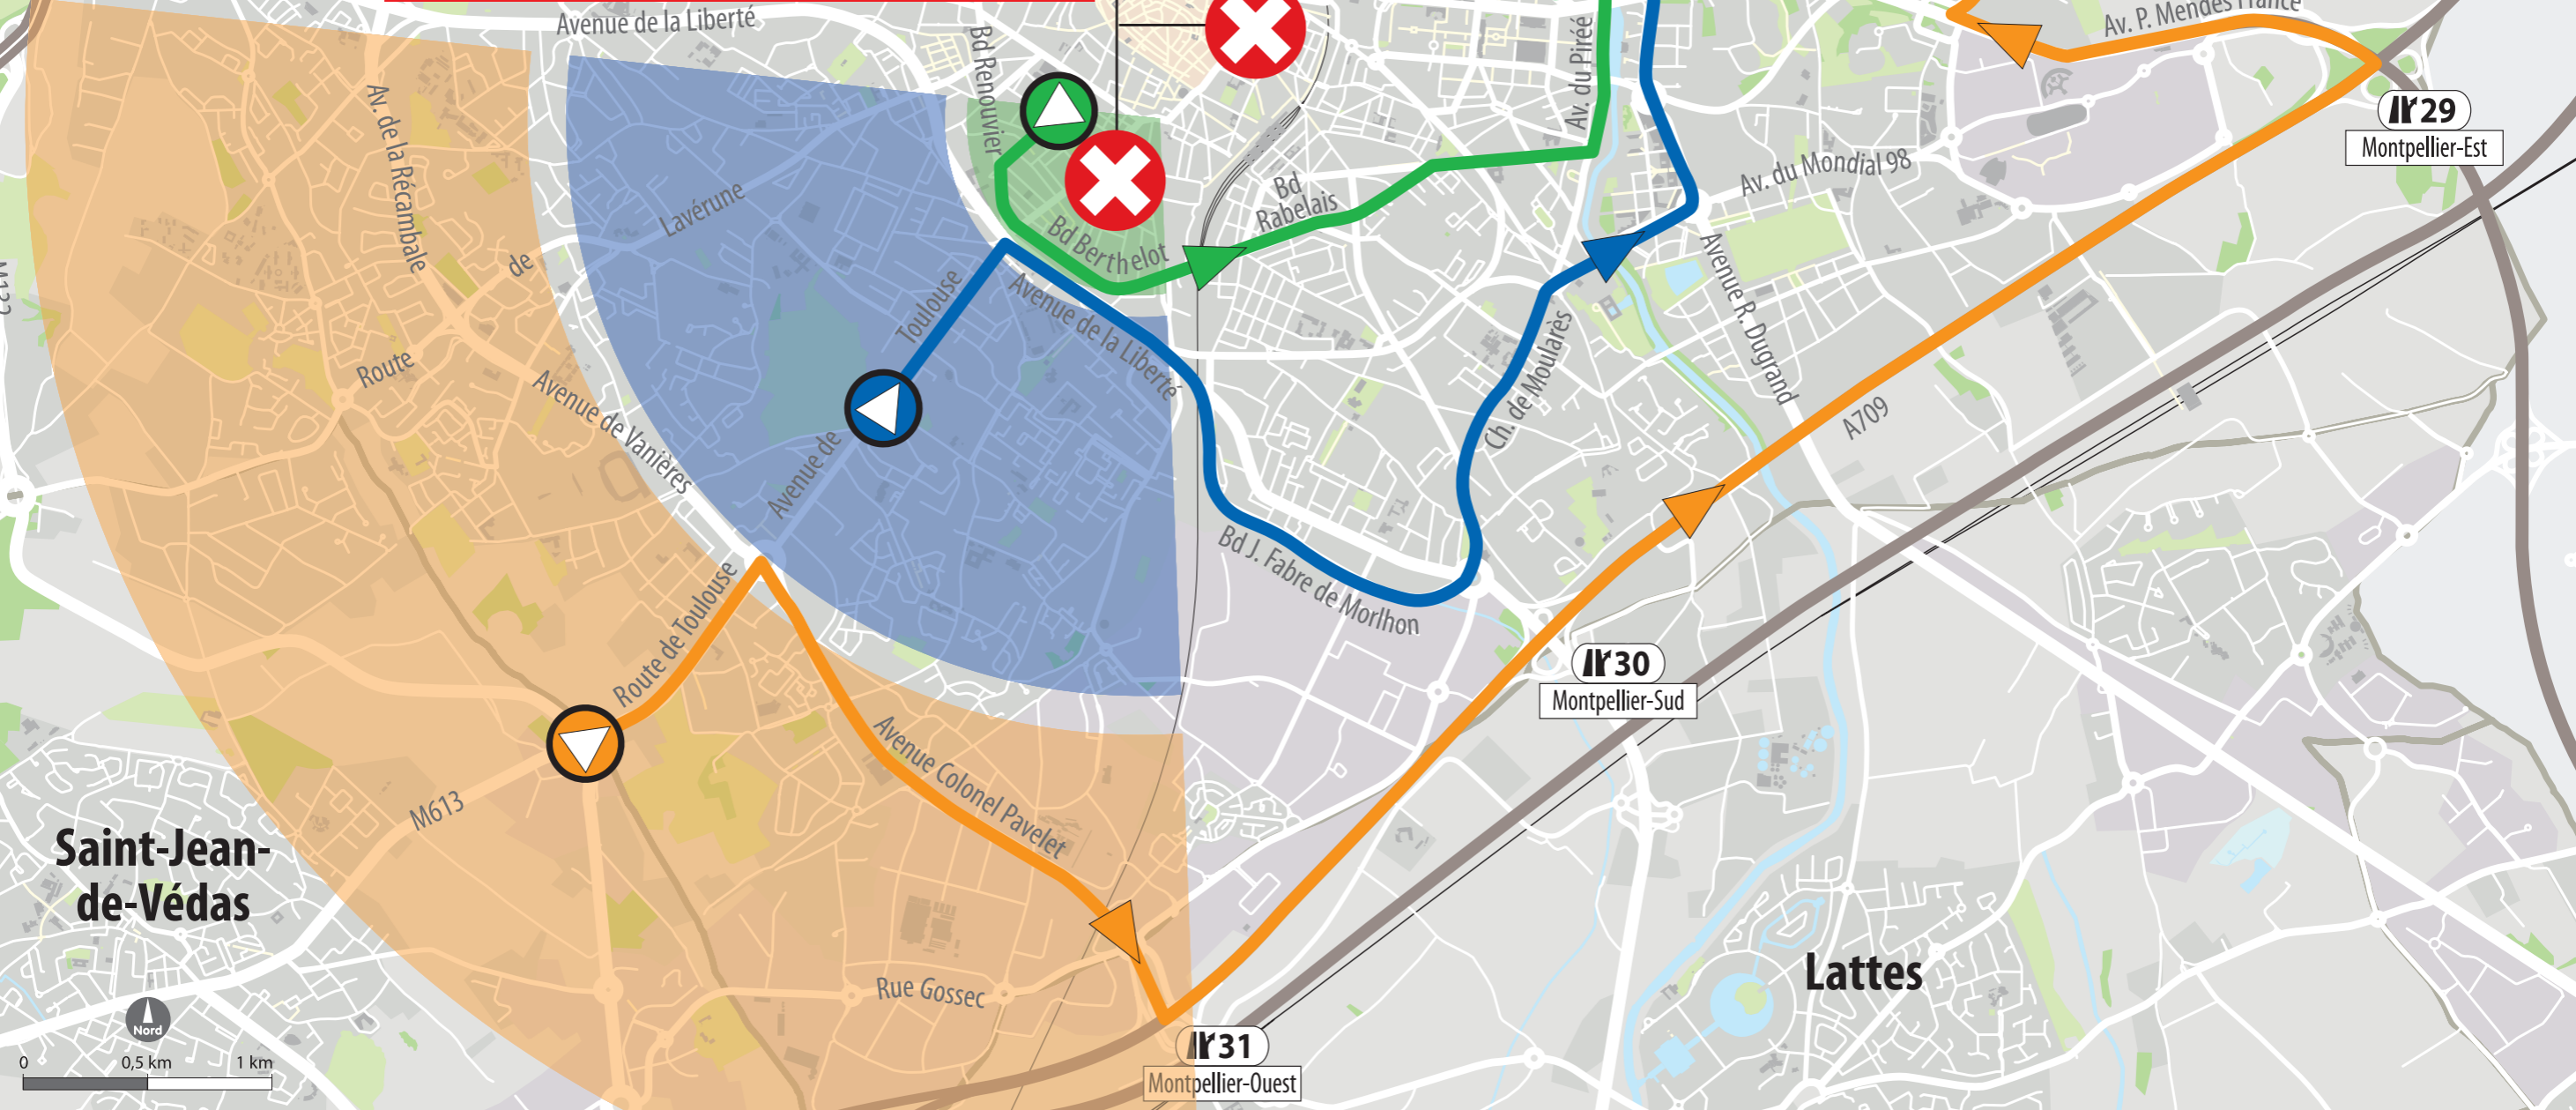 Avenue de la Liberté
Bd Renouvier
Av. du Pirée
Av. P. Mendès France
29
Montpellier-Est
Av. de la Récambale
Lavérune
de
Route
Bd Berthelot
Bd
Rabelais
Av. du Mondial 98
Avenue R. Dugrand
Toulouse
Avenue de
Avenue de la Liberté
Avenue de Vanières
Ch. de Moularès
A709
Bd J. Fabre de Morlhon
Route de Toulouse
30
Montpellier-Sud
Avenue Colonel Pavelet
M613
Saint-Jean-
de-Védas
Lattes
Rue Gossec
31
Montpellier-Ouest
Nord
0 0,5 km 1 km